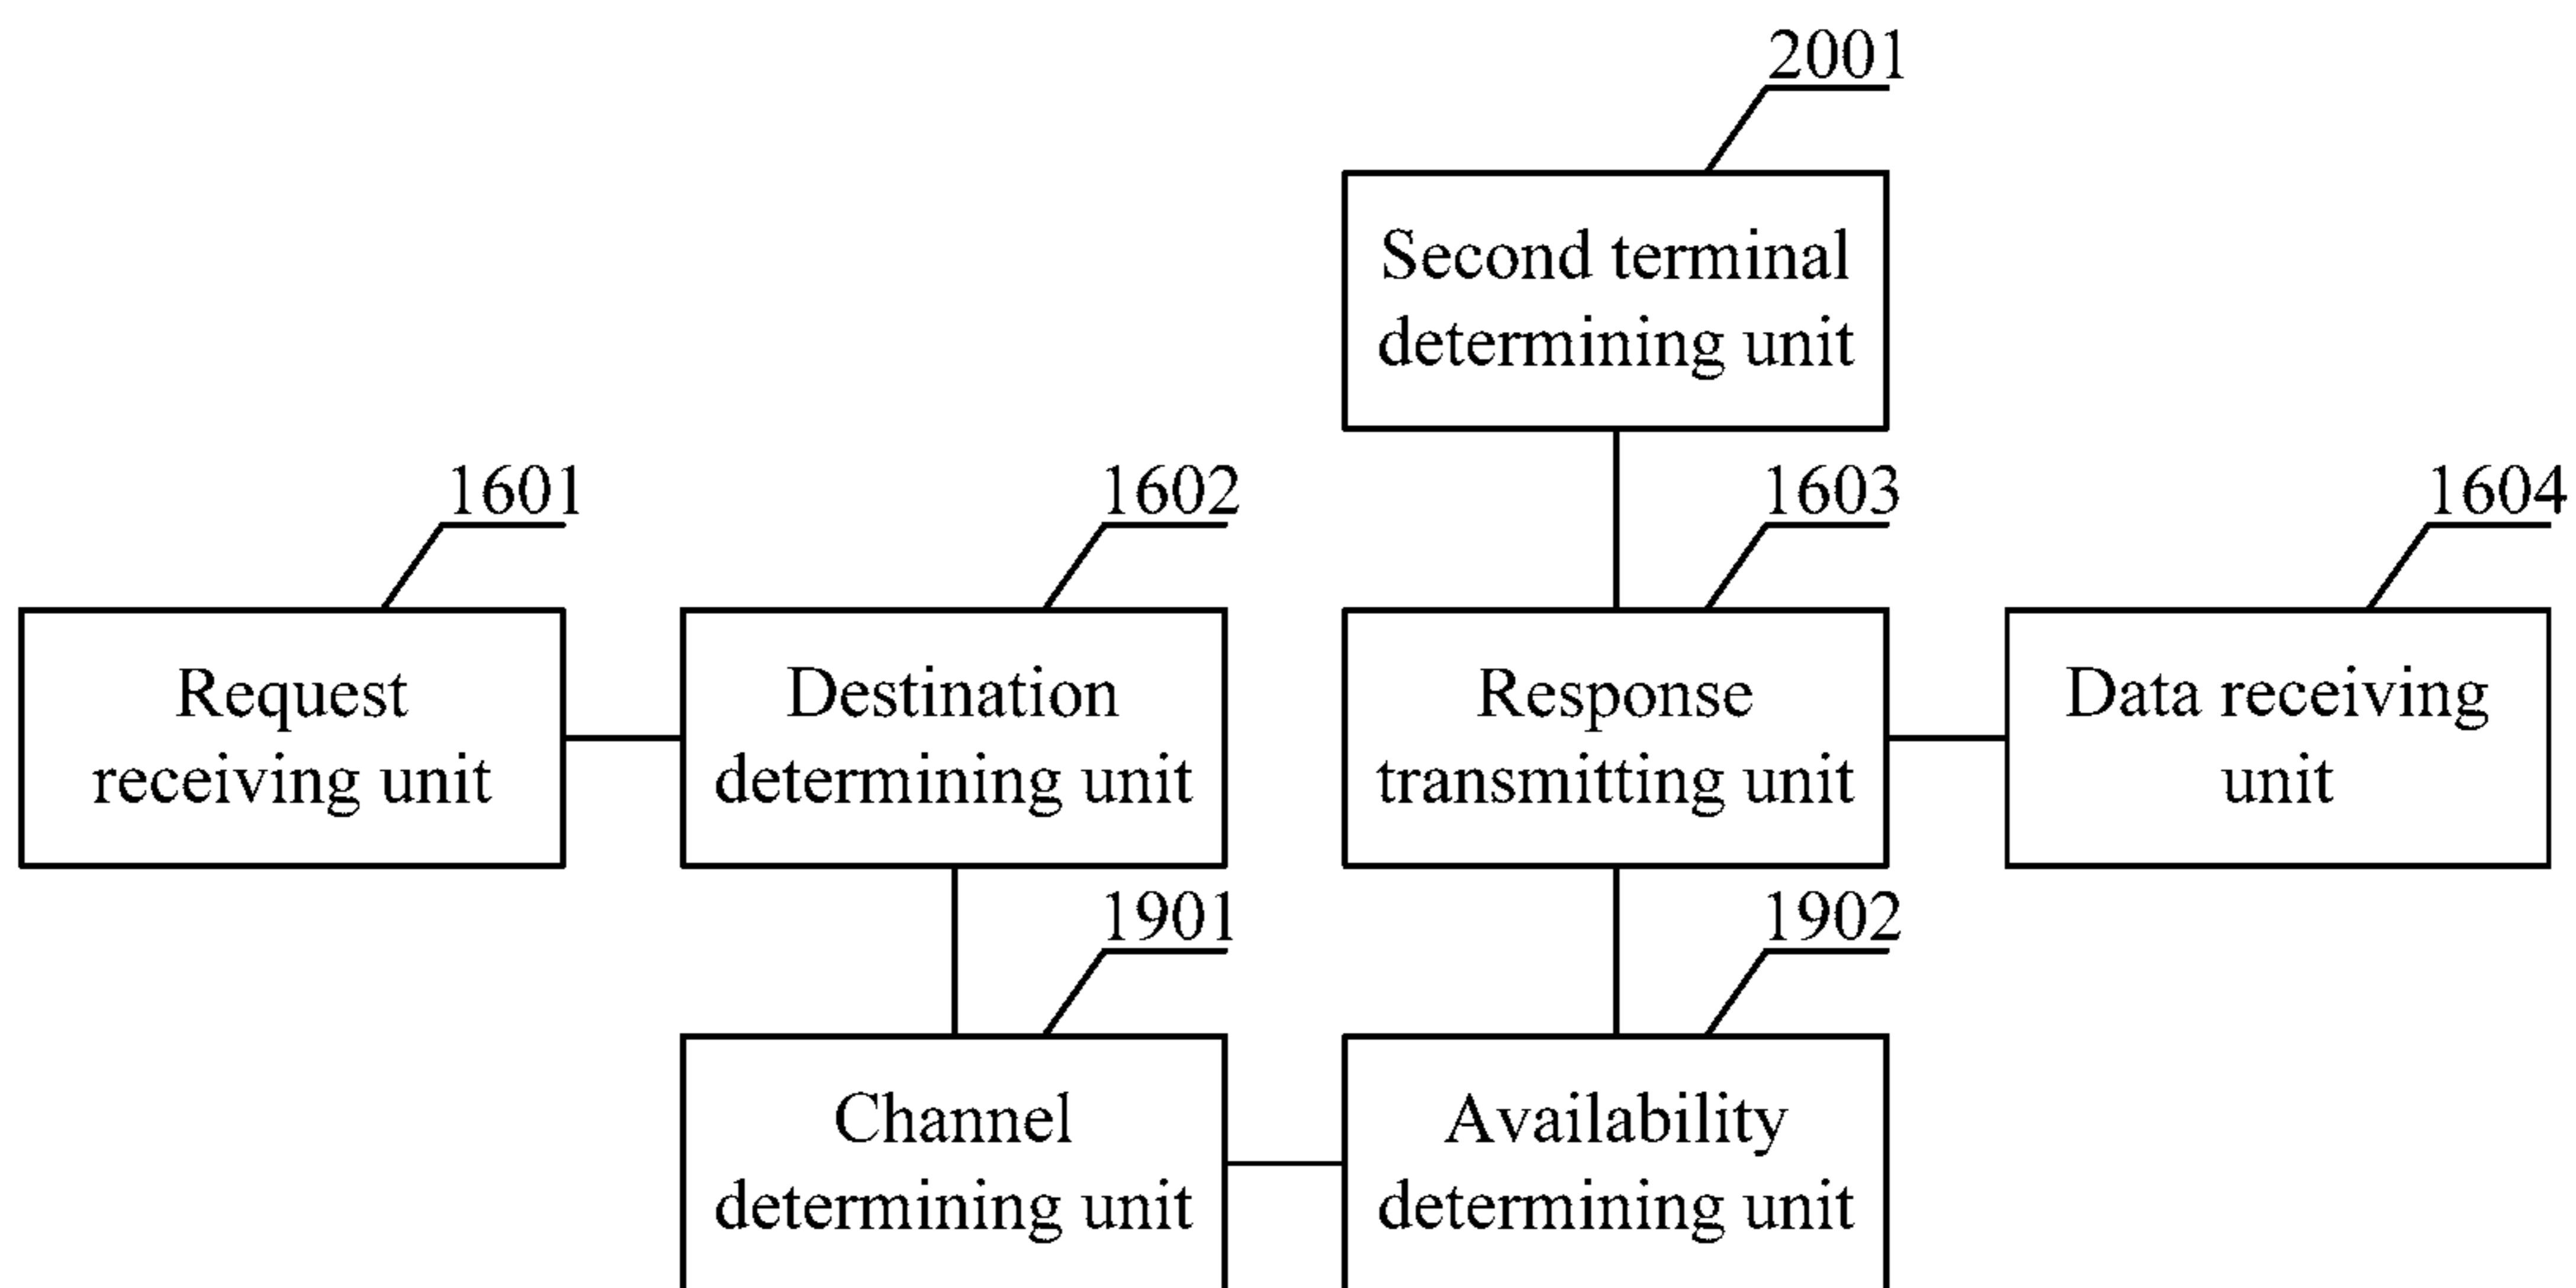 2001
Second terminal
determining unit
1601
1602
1603
1604
Request
receiving unit
Destination
determining unit
Response
transmitting unit
Data receiving
unit
1901
1902
Channel
determining unit
Availability
determining unit